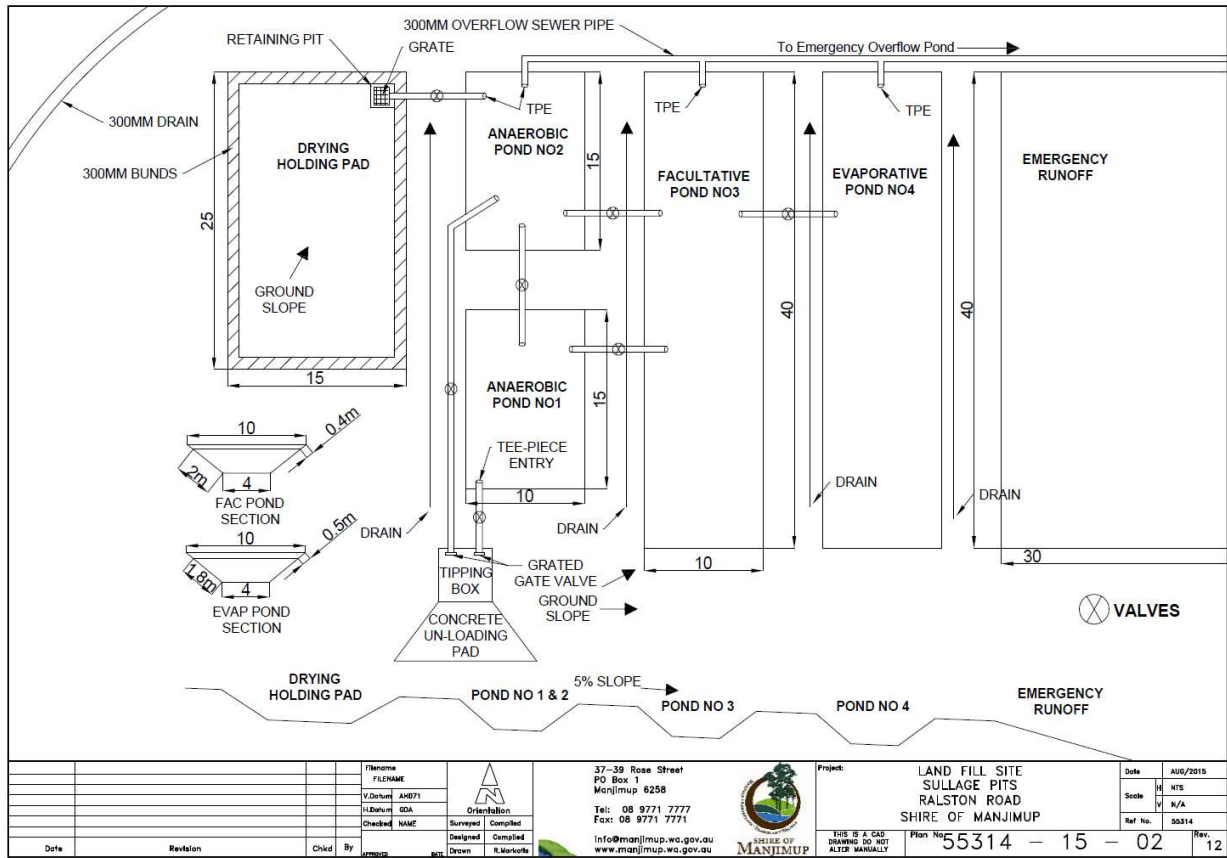 300MM OVERFLOW SEWER PIPE
RETAINING PIT
GRATE
To Emergency Overflow Pond
300MM DRAIN
300MM BUNDS
DRYING
HOLDING PAD
25
GROUND
SLOPE
15
TPE
ANAEROBIC
POND NO2
15
TPE
FACULTATIVE
POND NO3
40
TPE
EVAPORATIVE
POND NO4
40
EMERGENCY
RUNOFF
ANAEROBIC
POND NO1
15
TEE-PIECE
ENTRY
10
10
0.4m
2m
4
FAC POND
SECTION
10
0.5m
1.8m
4
EVAP POND
SECTION
DRAIN
DRAIN
DRAIN
DRAIN
TIPPING
BOX
GRATED
GATE VALVE
GROUND
SLOPE
CONCRETE
UN-LOADING
PAD
10
30
VALVES
DRYING
HOLDING PAD
POND NO 1 & 2
5% SLOPE
POND NO 3
POND NO 4
EMERGENCY
RUNOFF
Date Revision Chkd By
Filename
FILENAME
V.Datum AHD71
H.Datum GDA
Checked NAME
APPROVED DATE
N
Orientation
Surveyed Compiled
Designed Compiled
Drawn R.Markotis
37-39 Rose Street
PO Box 1
Manjimup 6258
Tel: 08 9771 7777
Fax: 08 9771 7771
info@manjimup.wa.gov.au
www.manjimup.wa.gov.au
SHIRE OF
MANJIMUP
Project:
LAND FILL SITE
SULLAGE PITS
RALSTON ROAD
SHIRE OF MANJIMUP
THIS IS A CAD
DRAWING DO NOT
ALTER MANUALLY
Plan No 55314 - 15 - 02
Date AUG/2015
Scale H NTS
V N/A
Ref No. 55314
Rev.
12